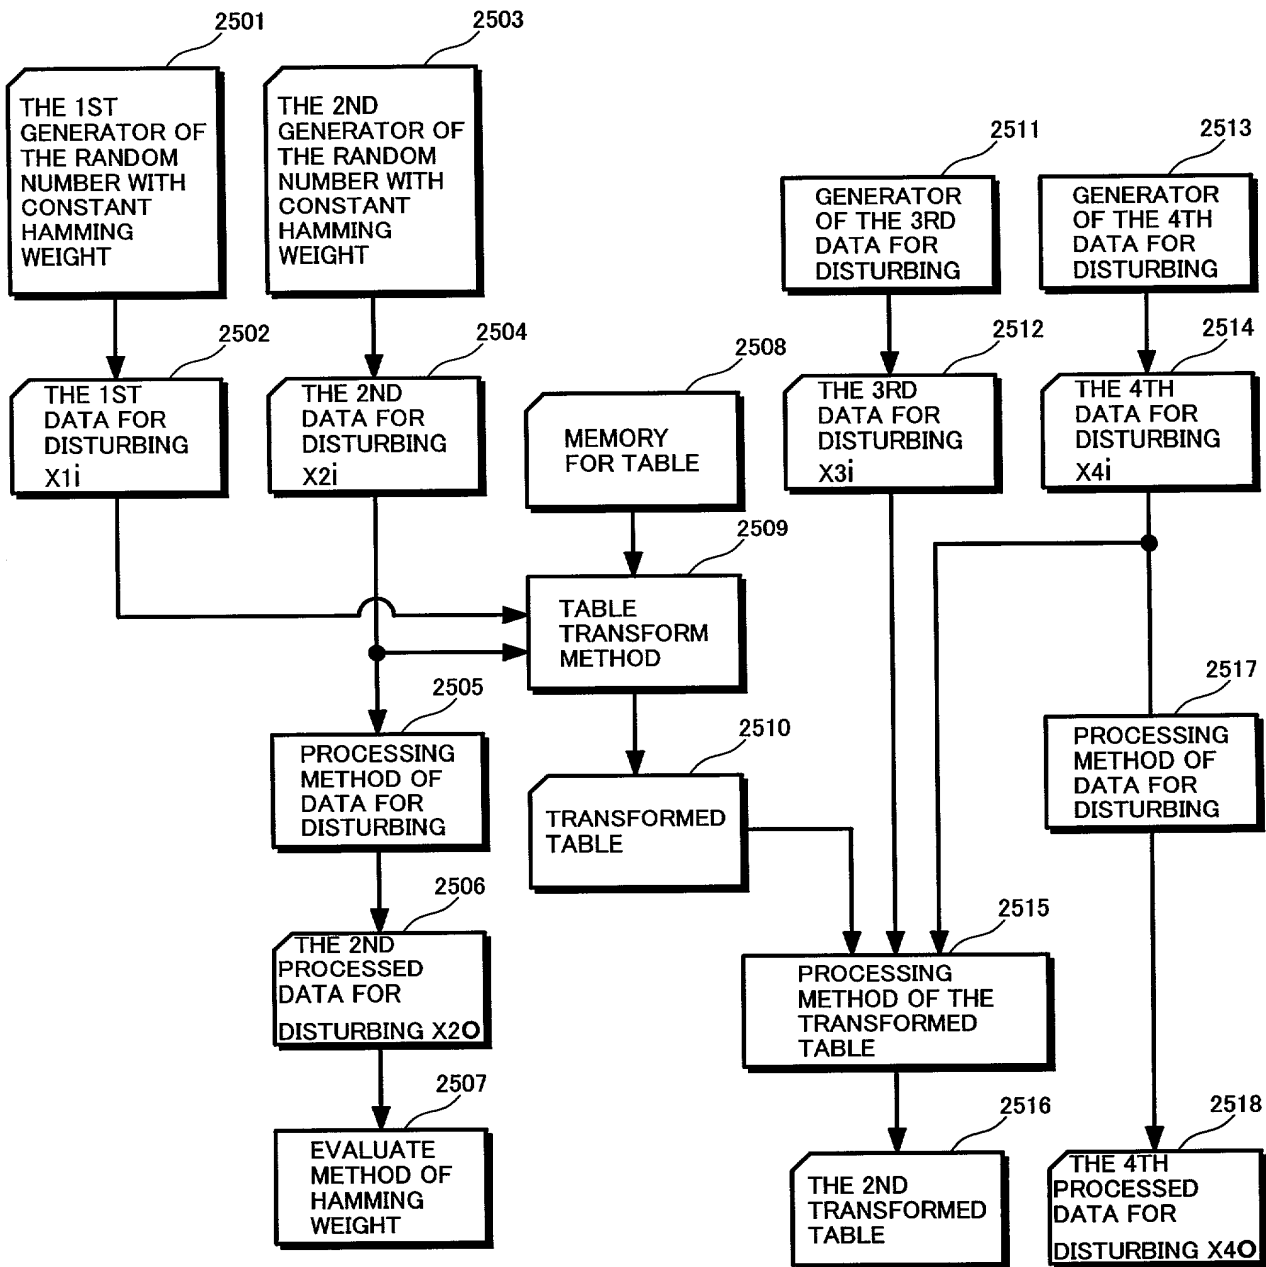 2501
THE 1ST
GENERATOR OF
THE RANDOM
NUMBER WITH
CONSTANT
HAMMING
WEIGHT
2503
THE 2ND
GENERATOR OF
THE RANDOM
NUMBER WITH
CONSTANT
HAMMING
WEIGHT
2511
GENERATOR
OF THE 3RD
DATA FOR
DISTURBING
2513
GENERATOR
OF THE 4TH
DATA FOR
DISTURBING
2502
THE 1ST
DATA FOR
DISTURBING
X1i
2504
THE 2ND
DATA FOR
DISTURBING
X2i
2508
MEMORY
FOR TABLE
2512
THE 3RD
DATA FOR
DISTURBING
X3i
2514
THE 4TH
DATA FOR
DISTURBING
X4i
2509
TABLE
TRANSFORM
METHOD
2505
PROCESSING
METHOD OF
DATA FOR
DISTURBING
2510
TRANSFORMED
TABLE
2517
PROCESSING
METHOD OF
DATA FOR
DISTURBING
2506
THE 2ND
PROCESSED
DATA FOR
DISTURBING X2O
2515
PROCESSING
METHOD OF THE
TRANSFORMED
TABLE
2507
EVALUATE
METHOD OF
HAMMING
WEIGHT
2516
THE 2ND
TRANSFORMED
TABLE
2518
THE 4TH
PROCESSED
DATA FOR
DISTURBING X4O